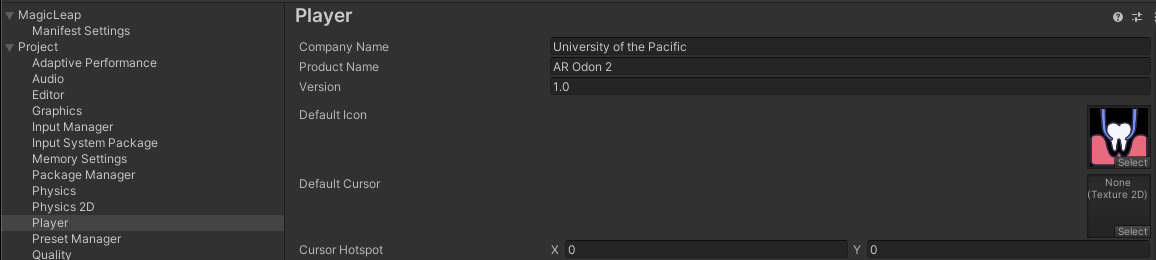 MagicLeap
Manifest Settings
Project
Adaptive Performance
Audio
Editor
Graphics
Input Manager
Input System Package
Memory Settings
Package Manager
Physics
Physics 2D
Player
Preset Manager
Quality
Player
Company Name University of the Pacific
Product Name AR Odon 2
Version 1.0
Default Icon
Select
Default Cursor
None
(Texture 2D)
Select
Cursor Hotspot X 0 Y 0